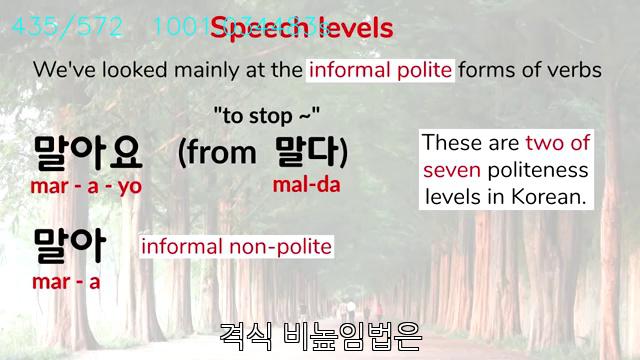 435/572 1001.034483s
Speech levels
We've looked mainly at the informal polite forms of verbs
"to stop ~"
말아요 (from 말다)
mar - a - yo mal-da
These are two of
seven politeness
levels in Korean.
말아 informal non-polite
mar - a
격식 비높임법은